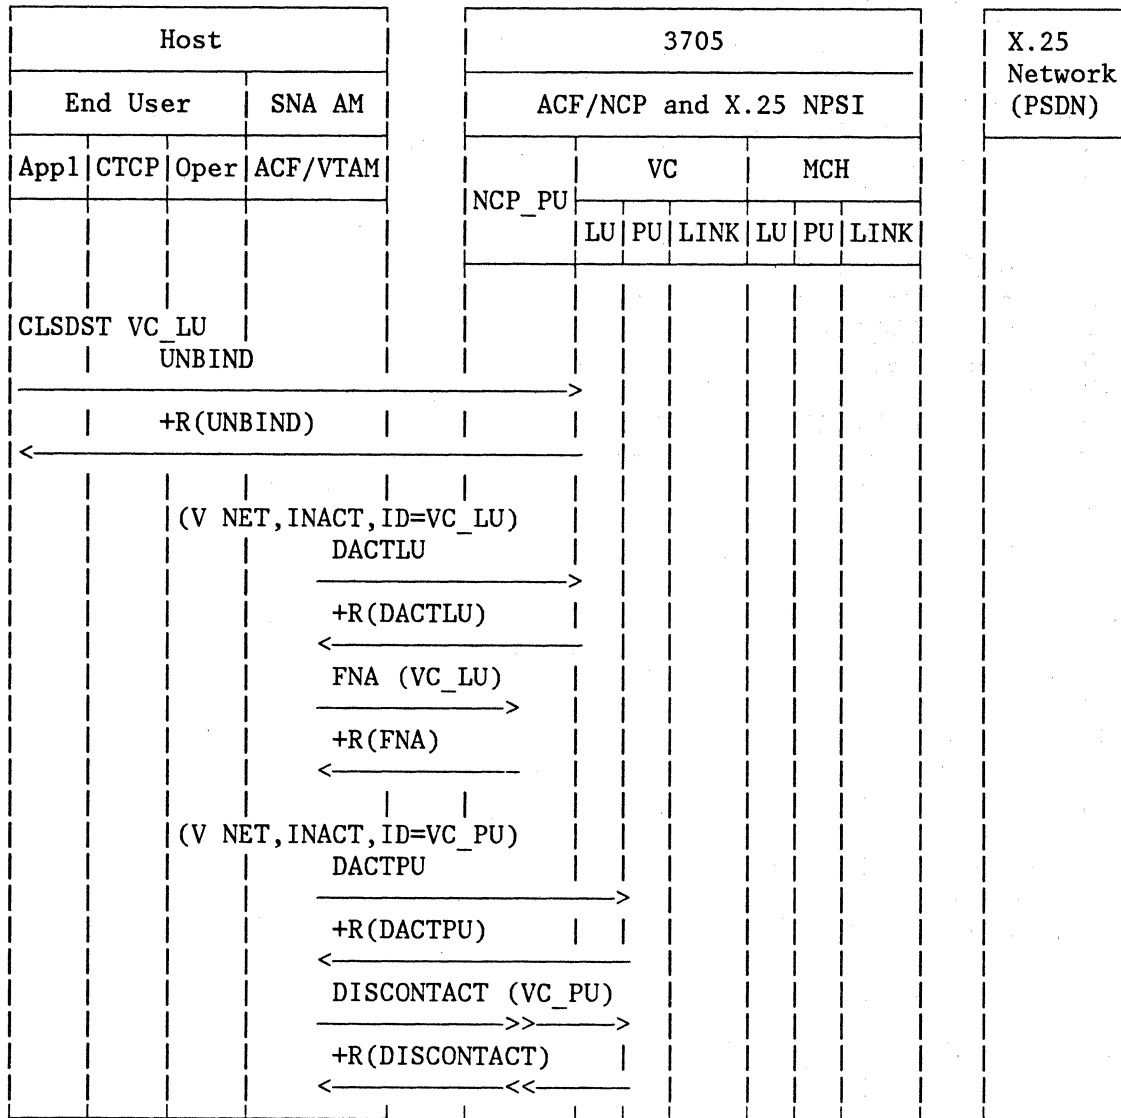 Host 3705 X.25
Network
End User SNA AM ACF/NCP and X.25 NPSI (PSDN)
Appl CTCP Oper ACF/VTAM VC MCH
NCP_PU
LU PU LINK LU PU LINK
CLSDST VC_LU
UNBIND
+R(UNBIND)
(V NET,INACT,ID=VC_LU)
DACTLU
+R(DACTLU)
FNA (VC_LU)
+R(FNA)
(V NET,INACT,ID=VC_PU)
DACTPU
+R(DACTPU)
DISCONTACT (VC_PU)
+R(DISCONTACT)